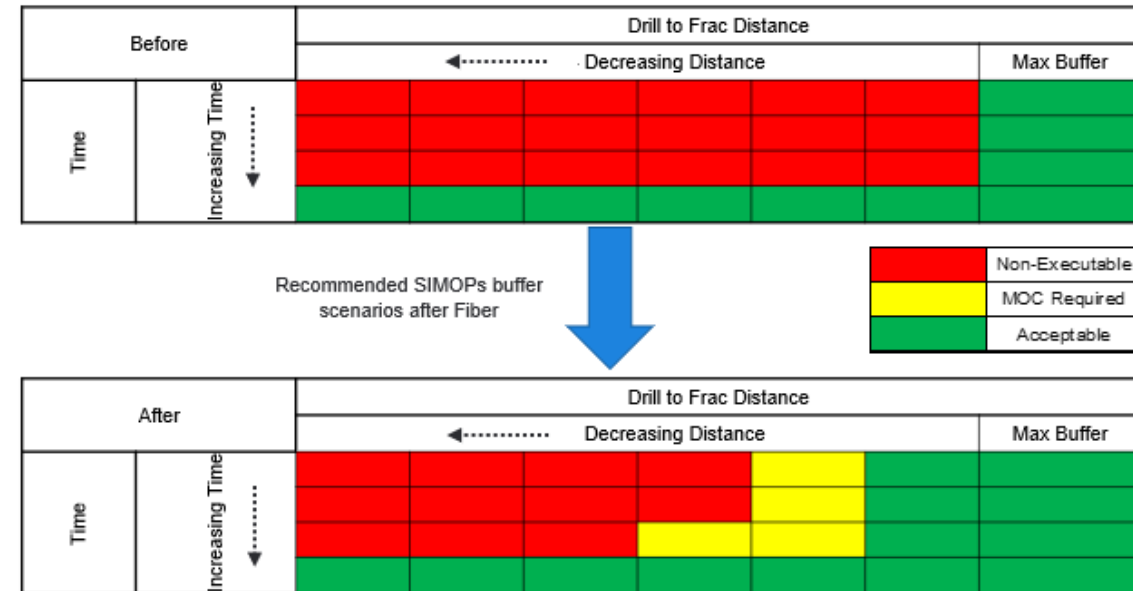 Before
Drill to Frac Distance
Decreasing Distance
Max Buffer
Time
Increasing Time
Recommended SIMOPs buffer
scenarios after Fiber
Non-Executable
MOC Required
Acceptable
After
Drill to Frac Distance
Decreasing Distance
Max Buffer
Time
Increasing Time